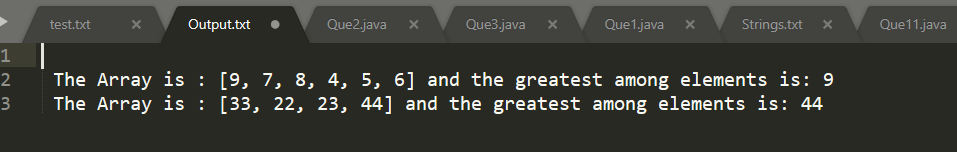 test.txt Output.txt Que2.java Que3.java Que1.java Strings.txt Que11.java
1
2 The Array is : [9, 7, 8, 4, 5, 6] and the greatest among elements is: 9
3 The Array is : [33, 22, 23, 44] and the greatest among elements is: 44